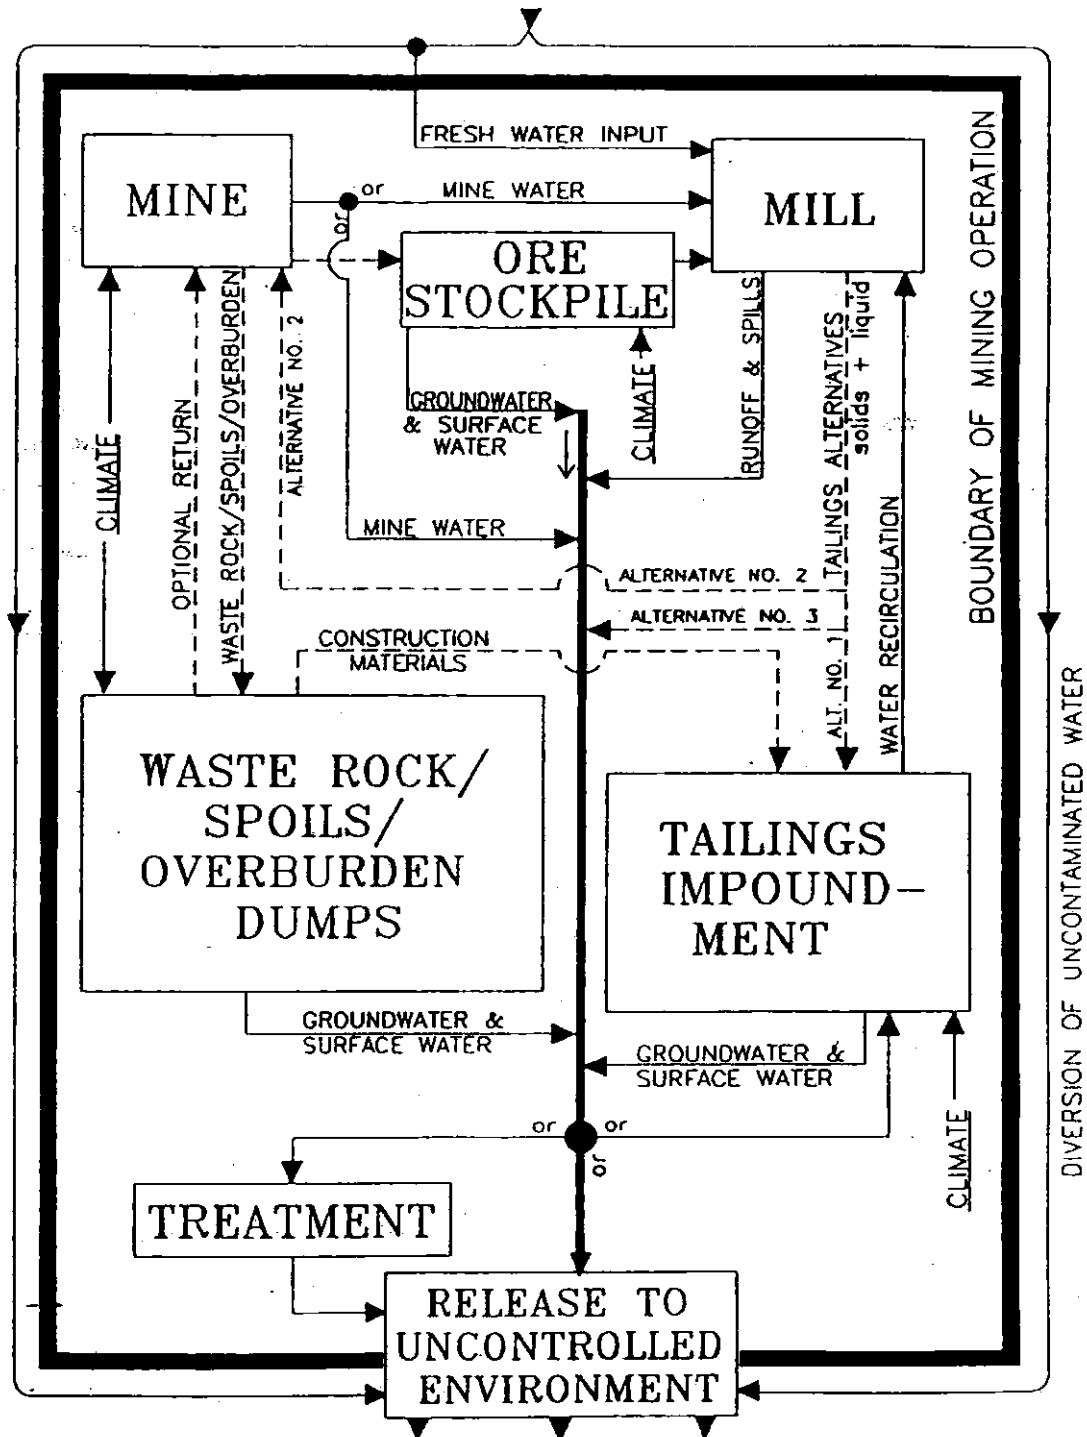 FRESH WATER INPUT
MINE
or
MINE WATER
or
MILL
ORE
STOCKPILE
GROUNDWATER
& SURFACE
WATER
CLIMATE
RUNOFF & SPILLS
TAILINGS ALTERNATIVES
solids + liquid
BOUNDARY OF MINING OPERATION
CLIMATE
OPTIONAL RETURN
WASTE ROCK/SPOILS/OVERBURDEN
ALTERNATIVE NO. 2
MINE WATER
ALTERNATIVE NO. 2
ALTERNATIVE NO. 3
CONSTRUCTION
MATERIALS
ALT. NO. 1
WATER RECIRCULATION
WASTE ROCK/
SPOILS/
OVERBURDEN
DUMPS
TAILINGS
IMPOUND-
MENT
DIVERSION OF UNCONTAMINATED WATER
GROUNDWATER &
SURFACE WATER
GROUNDWATER &
SURFACE WATER
or
or
or
CLIMATE
TREATMENT
RELEASE TO
UNCONTROLLED
ENVIRONMENT